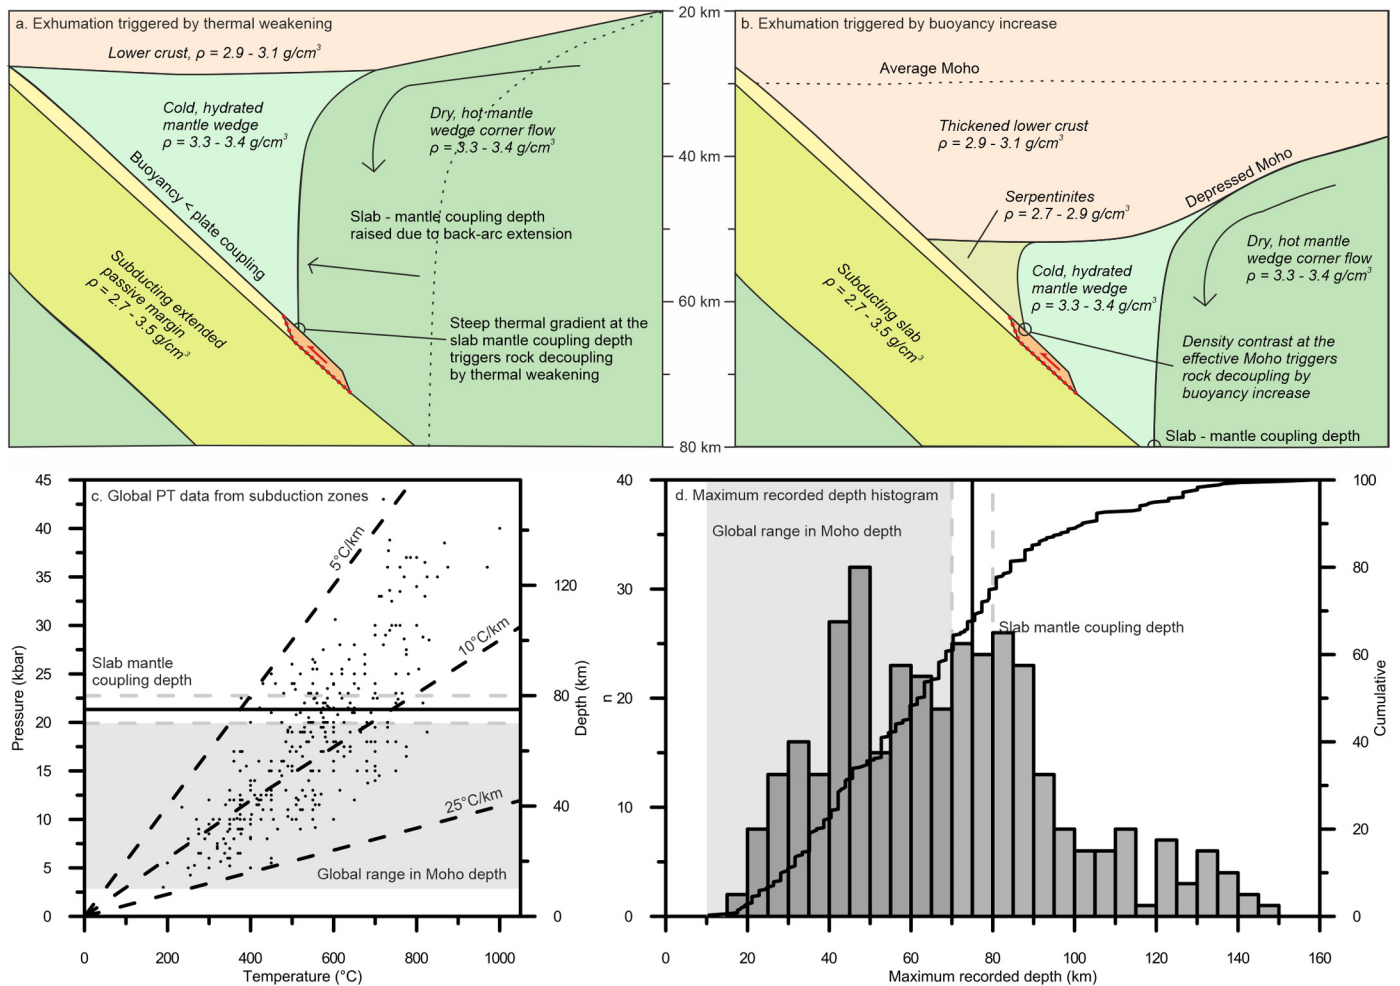 a. Exhumation triggered by thermal weakening
Lower crust, ρ = 2.9 - 3.1 g/cm³
Cold, hydrated
mantle wedge
ρ = 3.3 - 3.4 g/cm³
Dry, hot mantle
wedge corner flow
ρ = 3.3 - 3.4 g/cm³
Buoyancy < plate coupling
Slab - mantle coupling depth
raised due to back-arc extension
Subducting extended
passive margin
ρ = 2.7 - 3.5 g/cm³
Steep thermal gradient at the
slab mantle coupling depth
triggers rock decoupling
by thermal weakening
20 km
40 km
60 km
80 km
b. Exhumation triggered by buoyancy increase
Average Moho
Thickened lower crust
ρ = 2.9 - 3.1 g/cm³
Depressed Moho
Serpentinites
ρ = 2.7 - 2.9 g/cm³
Dry, hot mantle
wedge corner flow
ρ = 3.3 - 3.4 g/cm³
Cold, hydrated
mantle wedge
ρ = 3.3 - 3.4 g/cm³
Subducting slab
ρ = 2.7 - 3.5 g/cm³
Density contrast at the
effective Moho triggers
rock decoupling by
buoyancy increase
Slab - mantle coupling depth
c. Global PT data from subduction zones
45
40
35
30
25
20
15
10
5
0
Pressure (kbar)
5°C/km
10°C/km
25°C/km
Slab mantle
coupling depth
Global range in Moho depth
120
80
40
0
Depth (km)
0
200
400
600
800
1000
Temperature (°C)
d. Maximum recorded depth histogram
Global range in Moho depth
Slab mantle coupling depth
40
30
20
10
0
n
100
80
60
40
20
0
Cumulative
0
20
40
60
80
100
120
140
160
Maximum recorded depth (km)